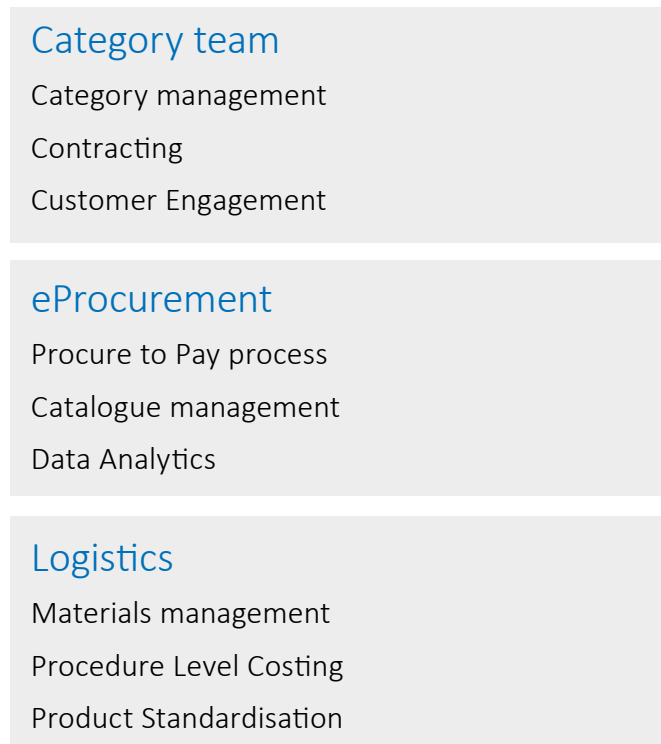 Category team
Category management
Contracting
Customer Engagement
eProcurement
Procure to Pay process
Catalogue management
Data Analytics
Logistics
Materials management
Procedure Level Costing
Product Standardisation